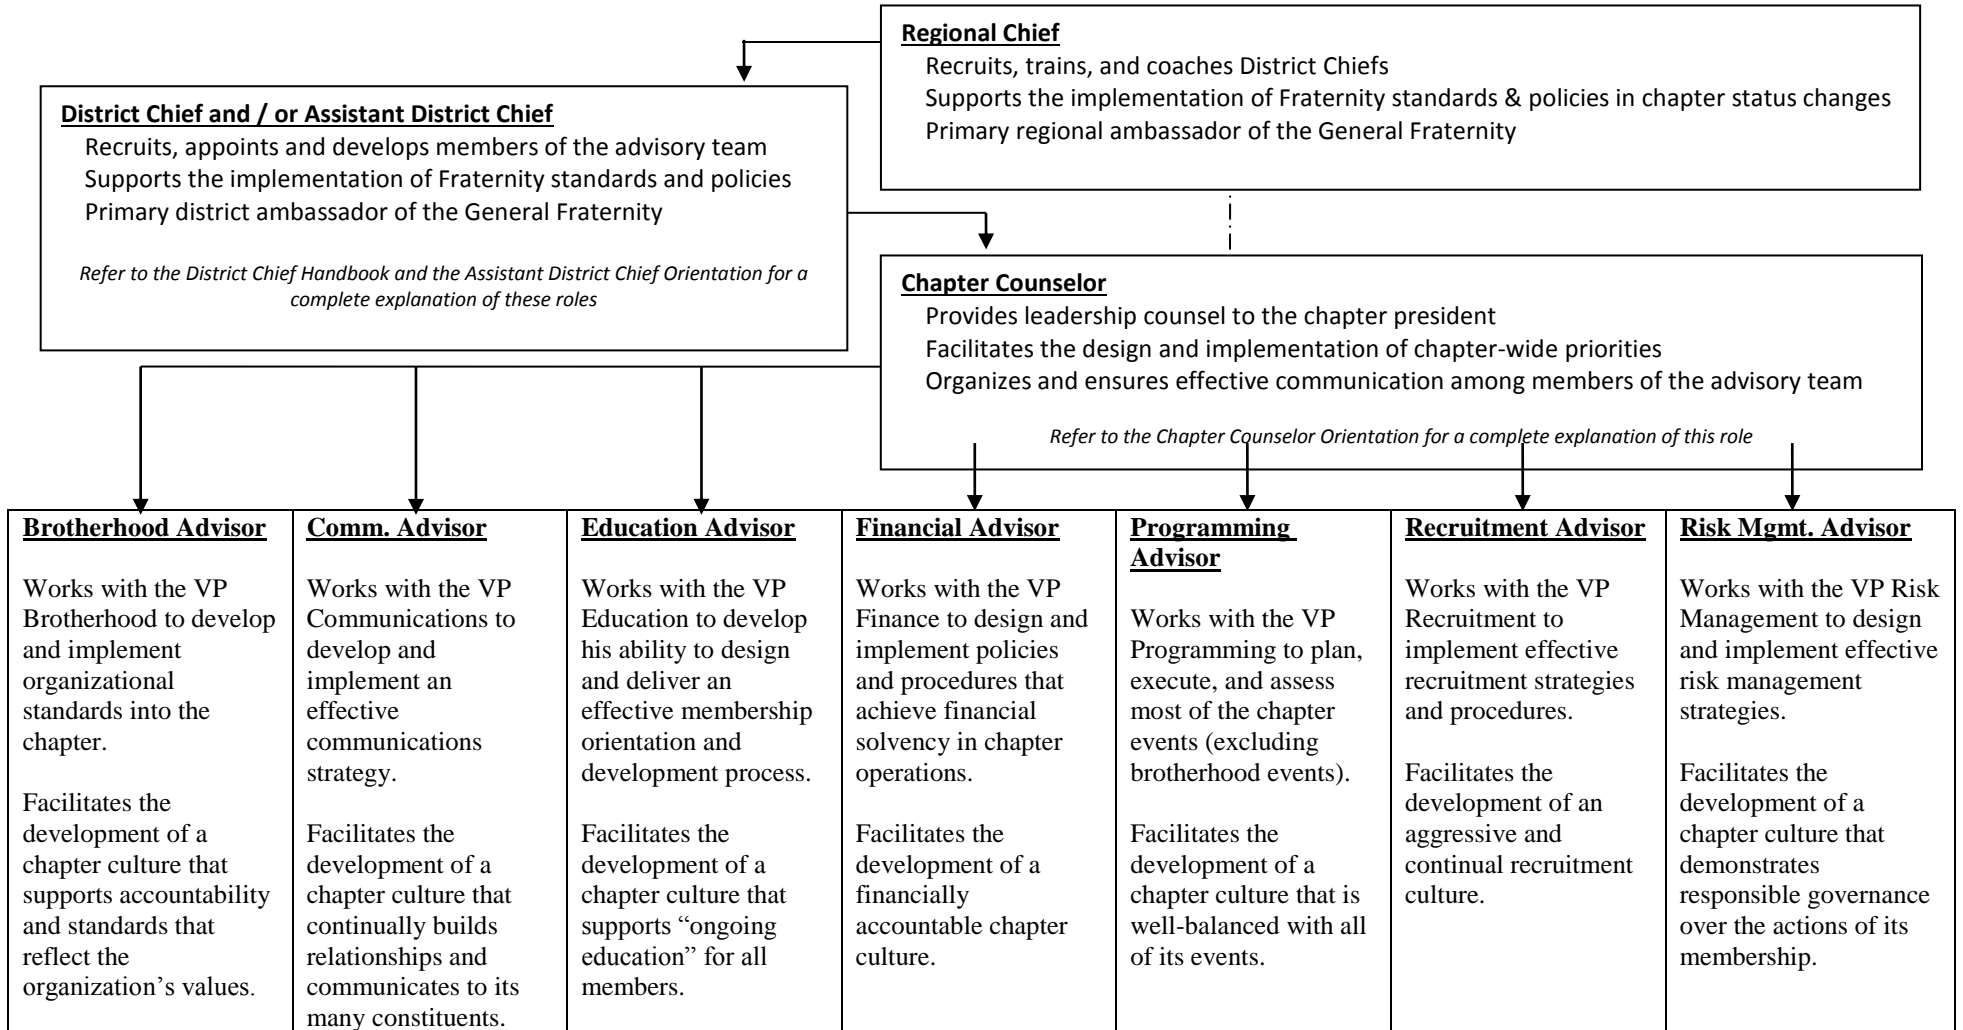 Regional Chief
Recruits, trains, and coaches District Chiefs
Supports the implementation of Fraternity standards & policies in chapter status changes
Primary regional ambassador of the General Fraternity
District Chief and / or Assistant District Chief
Recruits, appoints and develops members of the advisory team
Supports the implementation of Fraternity standards and policies
Primary district ambassador of the General Fraternity
Refer to the District Chief Handbook and the Assistant District Chief Orientation for a
complete explanation of these roles
Chapter Counselor
Provides leadership counsel to the chapter president
Facilitates the design and implementation of chapter-wide priorities
Organizes and ensures effective communication among members of the advisory team
Refer to the Chapter Counselor Orientation for a complete explanation of this role
Brotherhood Advisor
Works with the VP
Brotherhood to develop
and implement
organizational
standards into the
chapter.
Facilitates the
development of a
chapter culture that
supports accountability
and standards that
reflect the
organization’s values.
Comm. Advisor
Works with the VP
Communications to
develop and
implement an
effective
communications
strategy.
Facilitates the
development of a
chapter culture that
continually builds
relationships and
communicates to its
many constituents.
Education Advisor
Works with the VP
Education to develop
his ability to design
and deliver an
effective membership
orientation and
development process.
Facilitates the
development of a
chapter culture that
supports “ongoing
education” for all
members.
Financial Advisor
Works with the VP
Finance to design and
implement policies
and procedures that
achieve financial
solvency in chapter
operations.
Facilitates the
development of a
financially
accountable chapter
culture.
Programming
Advisor
Works with the VP
Programming to plan,
execute, and assess
most of the chapter
events (excluding
brotherhood events).
Facilitates the
development of a
chapter culture that is
well-balanced with all
of its events.
Recruitment Advisor
Works with the VP
Recruitment to
implement effective
recruitment strategies
and procedures.
Facilitates the
development of an
aggressive and
continual recruitment
culture.
Risk Mgmt. Advisor
Works with the VP Risk
Management to design
and implement effective
risk management
strategies.
Facilitates the
development of a
chapter culture that
demonstrates
responsible governance
over the actions of its
membership.